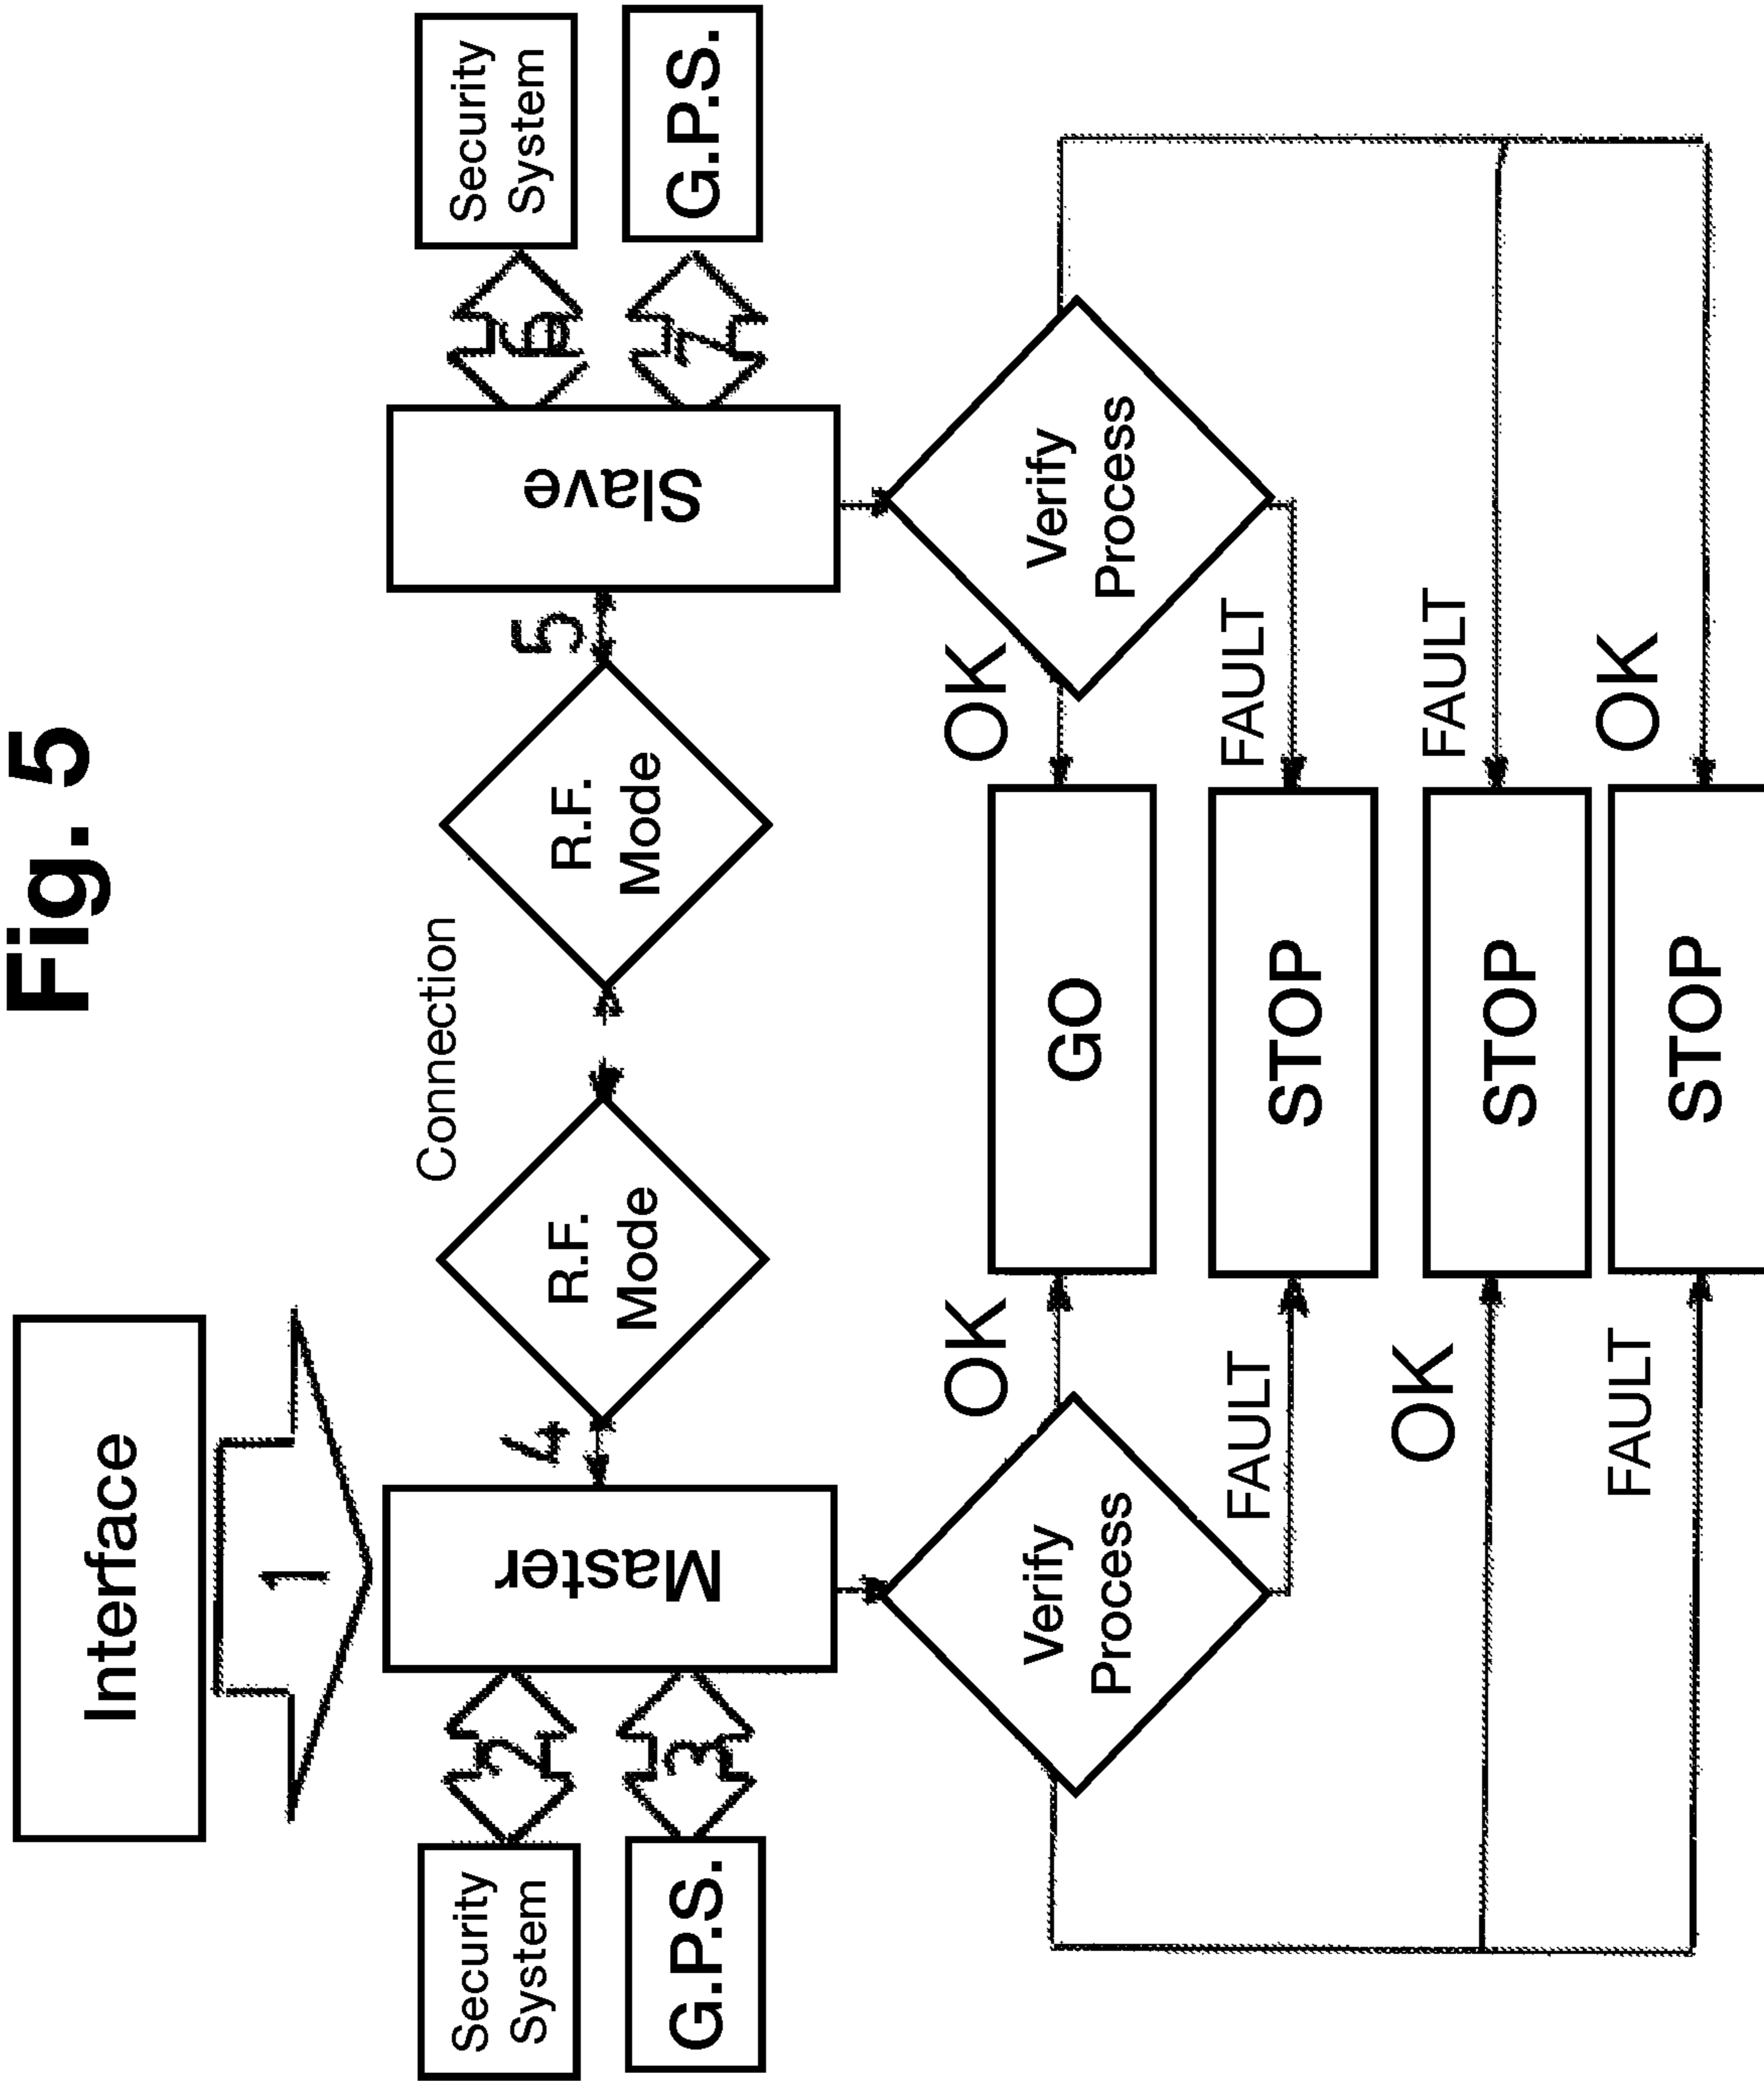 Fig. 5
Interface
1
Security
System
2
G.P.S.
3
Master
4
R.F.
Mode
Connection
R.F.
Mode
5
Slave
6
Security
System
7
G.P.S.
Verify
Process
Verify
Process
OK
GO
OK
FAULT
STOP
FAULT
OK
STOP
FAULT
FAULT
STOP
OK